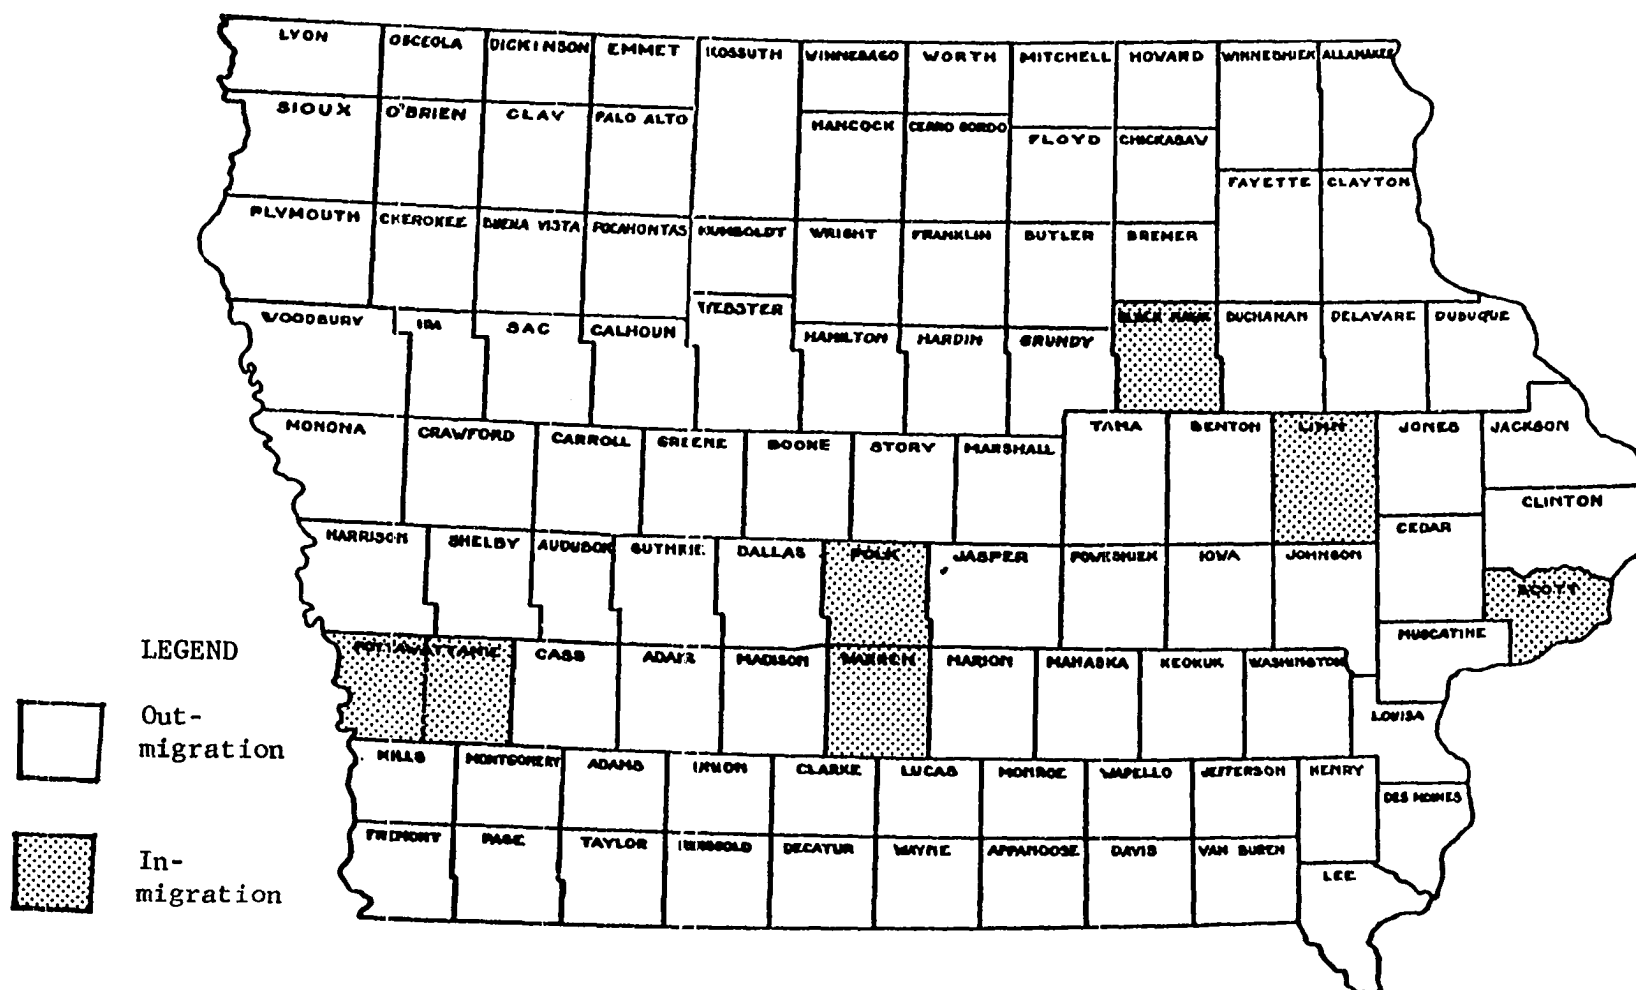 LYON OSCEOLA DICKINSON EMMET KOSSUTH WINNEBAGO WORTH MITCHELL HOWARD WINNESHIEK ALLAMAKEE
SIOUX O'BRIEN CLAY PALO ALTO HANCOCK CERRO GORDO FLOYD CHICKASAW
FAYETTE CLAYTON
PLYMOUTH CHEROKEE BUENA VISTA POCAHONTAS HUMBOLDT WRIGHT FRANKLIN BUTLER BREMER
WOODBURY IDA SAC CALHOUN WEBSTER HAMILTON HARDIN GRUNDY BLACK HAWK BUCHANAN DELAWARE DUBUQUE
MONONA CRAWFORD CARROLL GREENE BOONE STORY MARSHALL TAMA BENTON LINN JONES JACKSON
CLINTON
HARRISON SHELBY AUDUBON GUTHRIE DALLAS POLK JASPER POWESHIEK IOWA JOHNSON CEDAR
SCOTT
MUSCATINE
POTTAWATTAMIE CASS ADAIR MADISON WARREN MARION MAHASKA KEOKUK WASHINGTON
LOUISA
MILLS MONTGOMERY ADAMS UNION CLARKE LUCAS MONROE WAPELLO JEFFERSON HENRY
DES MOINES
FREMONT PAGE TAYLOR RINGGOLD DECATUR WAYNE APPANOOSE DAVIS VAN BUREN
LEE
LEGEND
Out-
migration
In-
migration